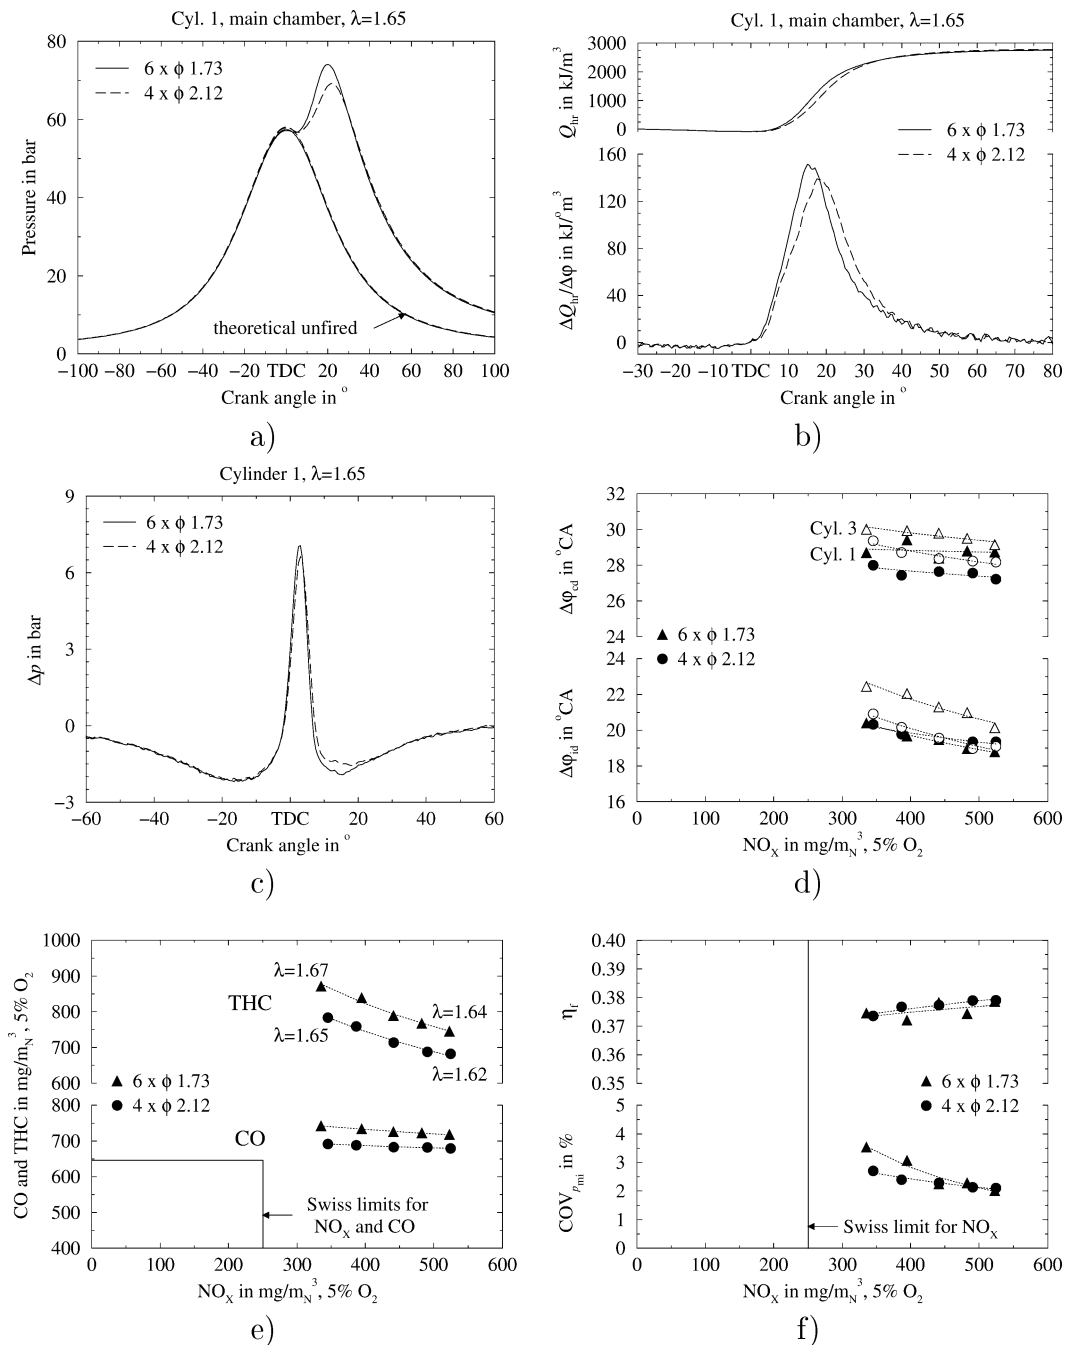 Cyl. 1, main chamber, λ=1.65
80
60
40
20
0
Pressure in bar
6 x ϕ 1.73
4 x ϕ 2.12
theoretical unfired
−100 −80 −60 −40 −20 TDC 20 40 60 80 100
Crank angle in °
a)
Cyl. 1, main chamber, λ=1.65
3000
2000
1000
0
Q_hr in kJ/m³
6 x ϕ 1.73
4 x ϕ 2.12
160
120
80
40
0
ΔQ_hr/Δφ in kJ/°m³
−30 −20 −10 TDC 10 20 30 40 50 60 70 80
Crank angle in °
b)
Cylinder 1, λ=1.65
9
6
3
0
−3
Δp in bar
6 x ϕ 1.73
4 x ϕ 2.12
−60 −40 −20 TDC 20 40 60
Crank angle in °
c)
32
30
28
26
24
Δφ_cd in °CA
Cyl. 3
Cyl. 1
6 x ϕ 1.73
4 x ϕ 2.12
24
22
20
18
16
Δφ_id in °CA
0 100 200 300 400 500 600
NO_X in mg/m_N³, 5% O₂
d)
1000
900
800
700
600
CO and THC in mg/m_N³, 5% O₂
λ=1.67
THC
λ=1.64
λ=1.65
λ=1.62
6 x ϕ 1.73
4 x ϕ 2.12
800
700
600
500
400
CO
Swiss limits for
NO_X and CO
0 100 200 300 400 500 600
NO_X in mg/m_N³, 5% O₂
e)
0.40
0.39
0.38
0.37
0.36
0.35
η_f
6 x ϕ 1.73
4 x ϕ 2.12
5
4
3
2
1
0
COV_p_mi in %
Swiss limit for NO_X
0 100 200 300 400 500 600
NO_X in mg/m_N³, 5% O₂
f)